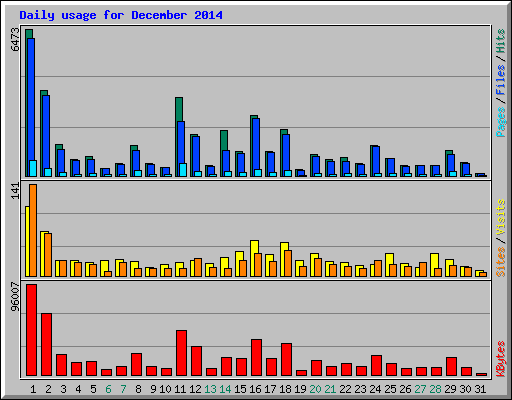 Daily usage for December 2014
6473
Pages / Files / Hits
141
Sites / Visits
96007
KBytes
1 2 3 4 5 6 7 8 9 10 11 12 13 14 15 16 17 18 19 20 21 22 23 24 25 26 27 28 29 30 31